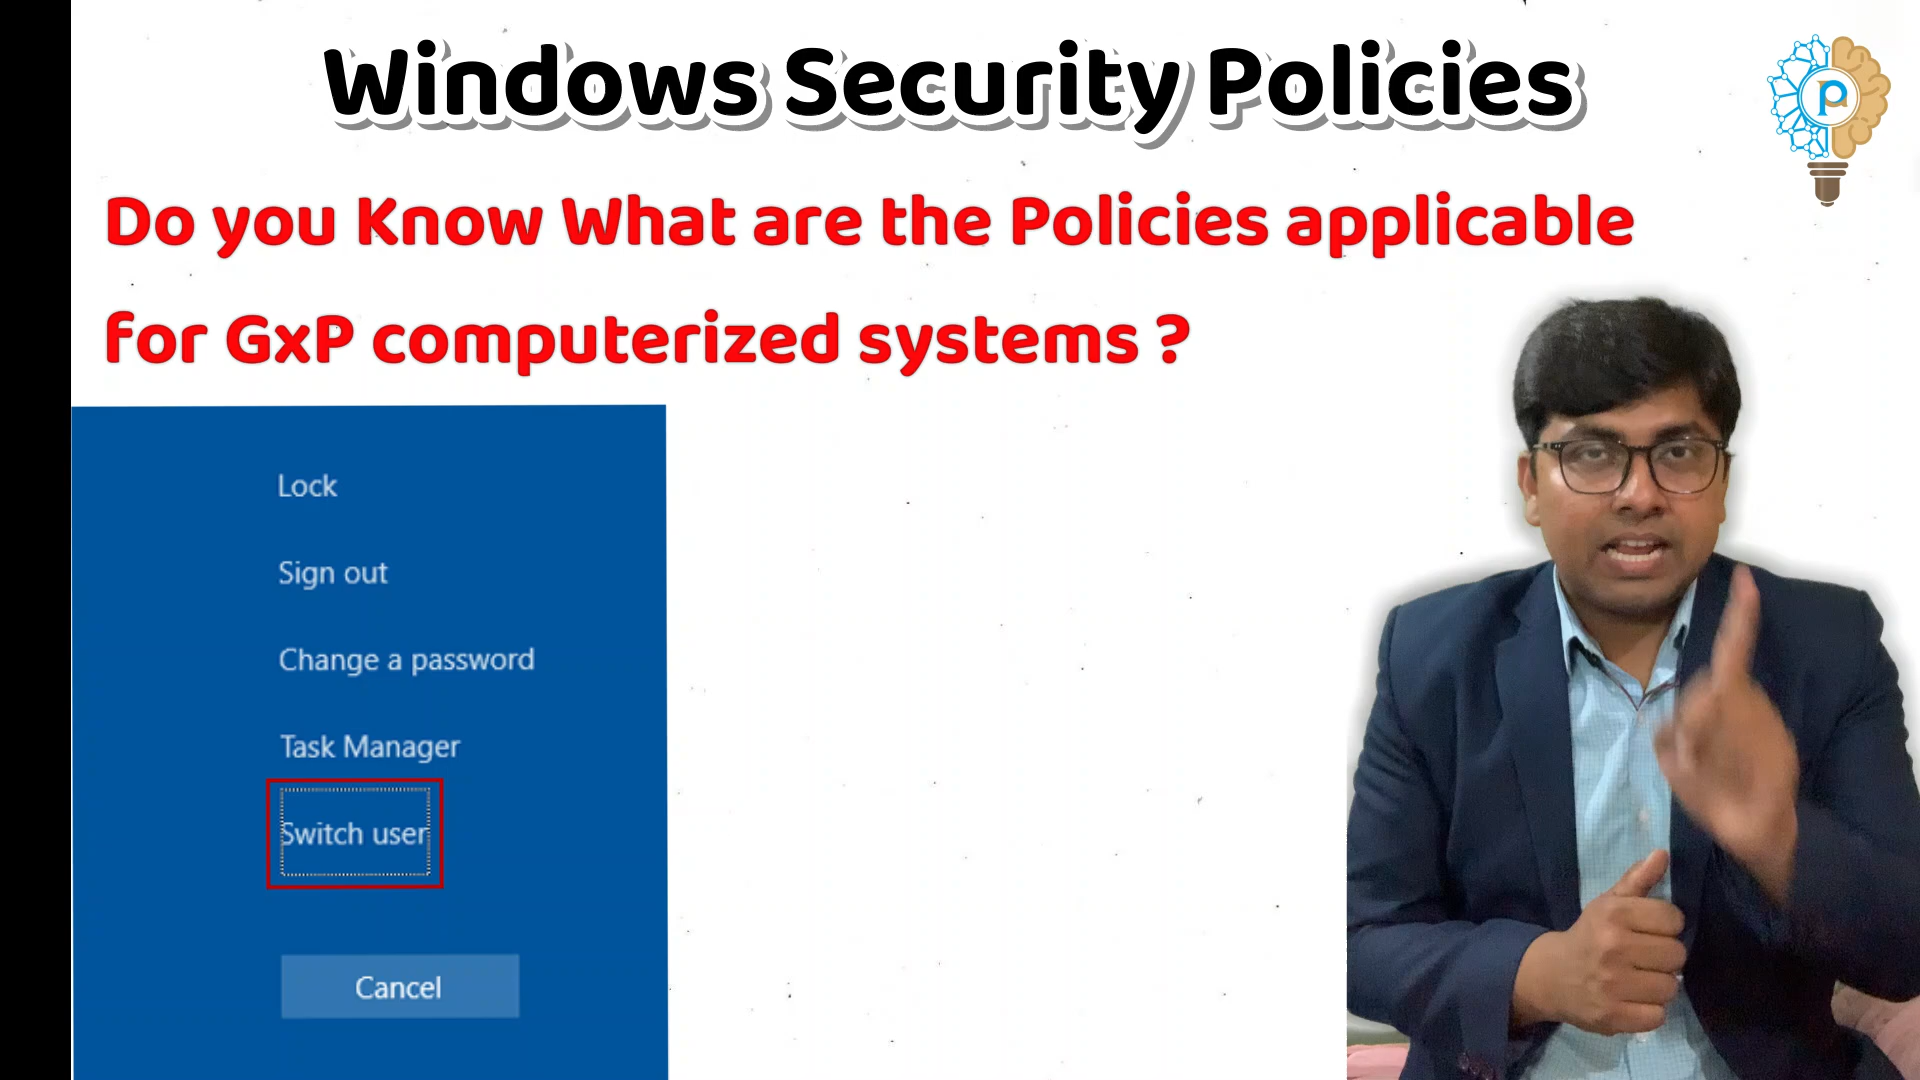 Windows Security Policies
Do you Know What are the Policies applicable
for GxP computerized systems ?
Lock
Sign out
Change a password
Task Manager
Switch user
Cancel